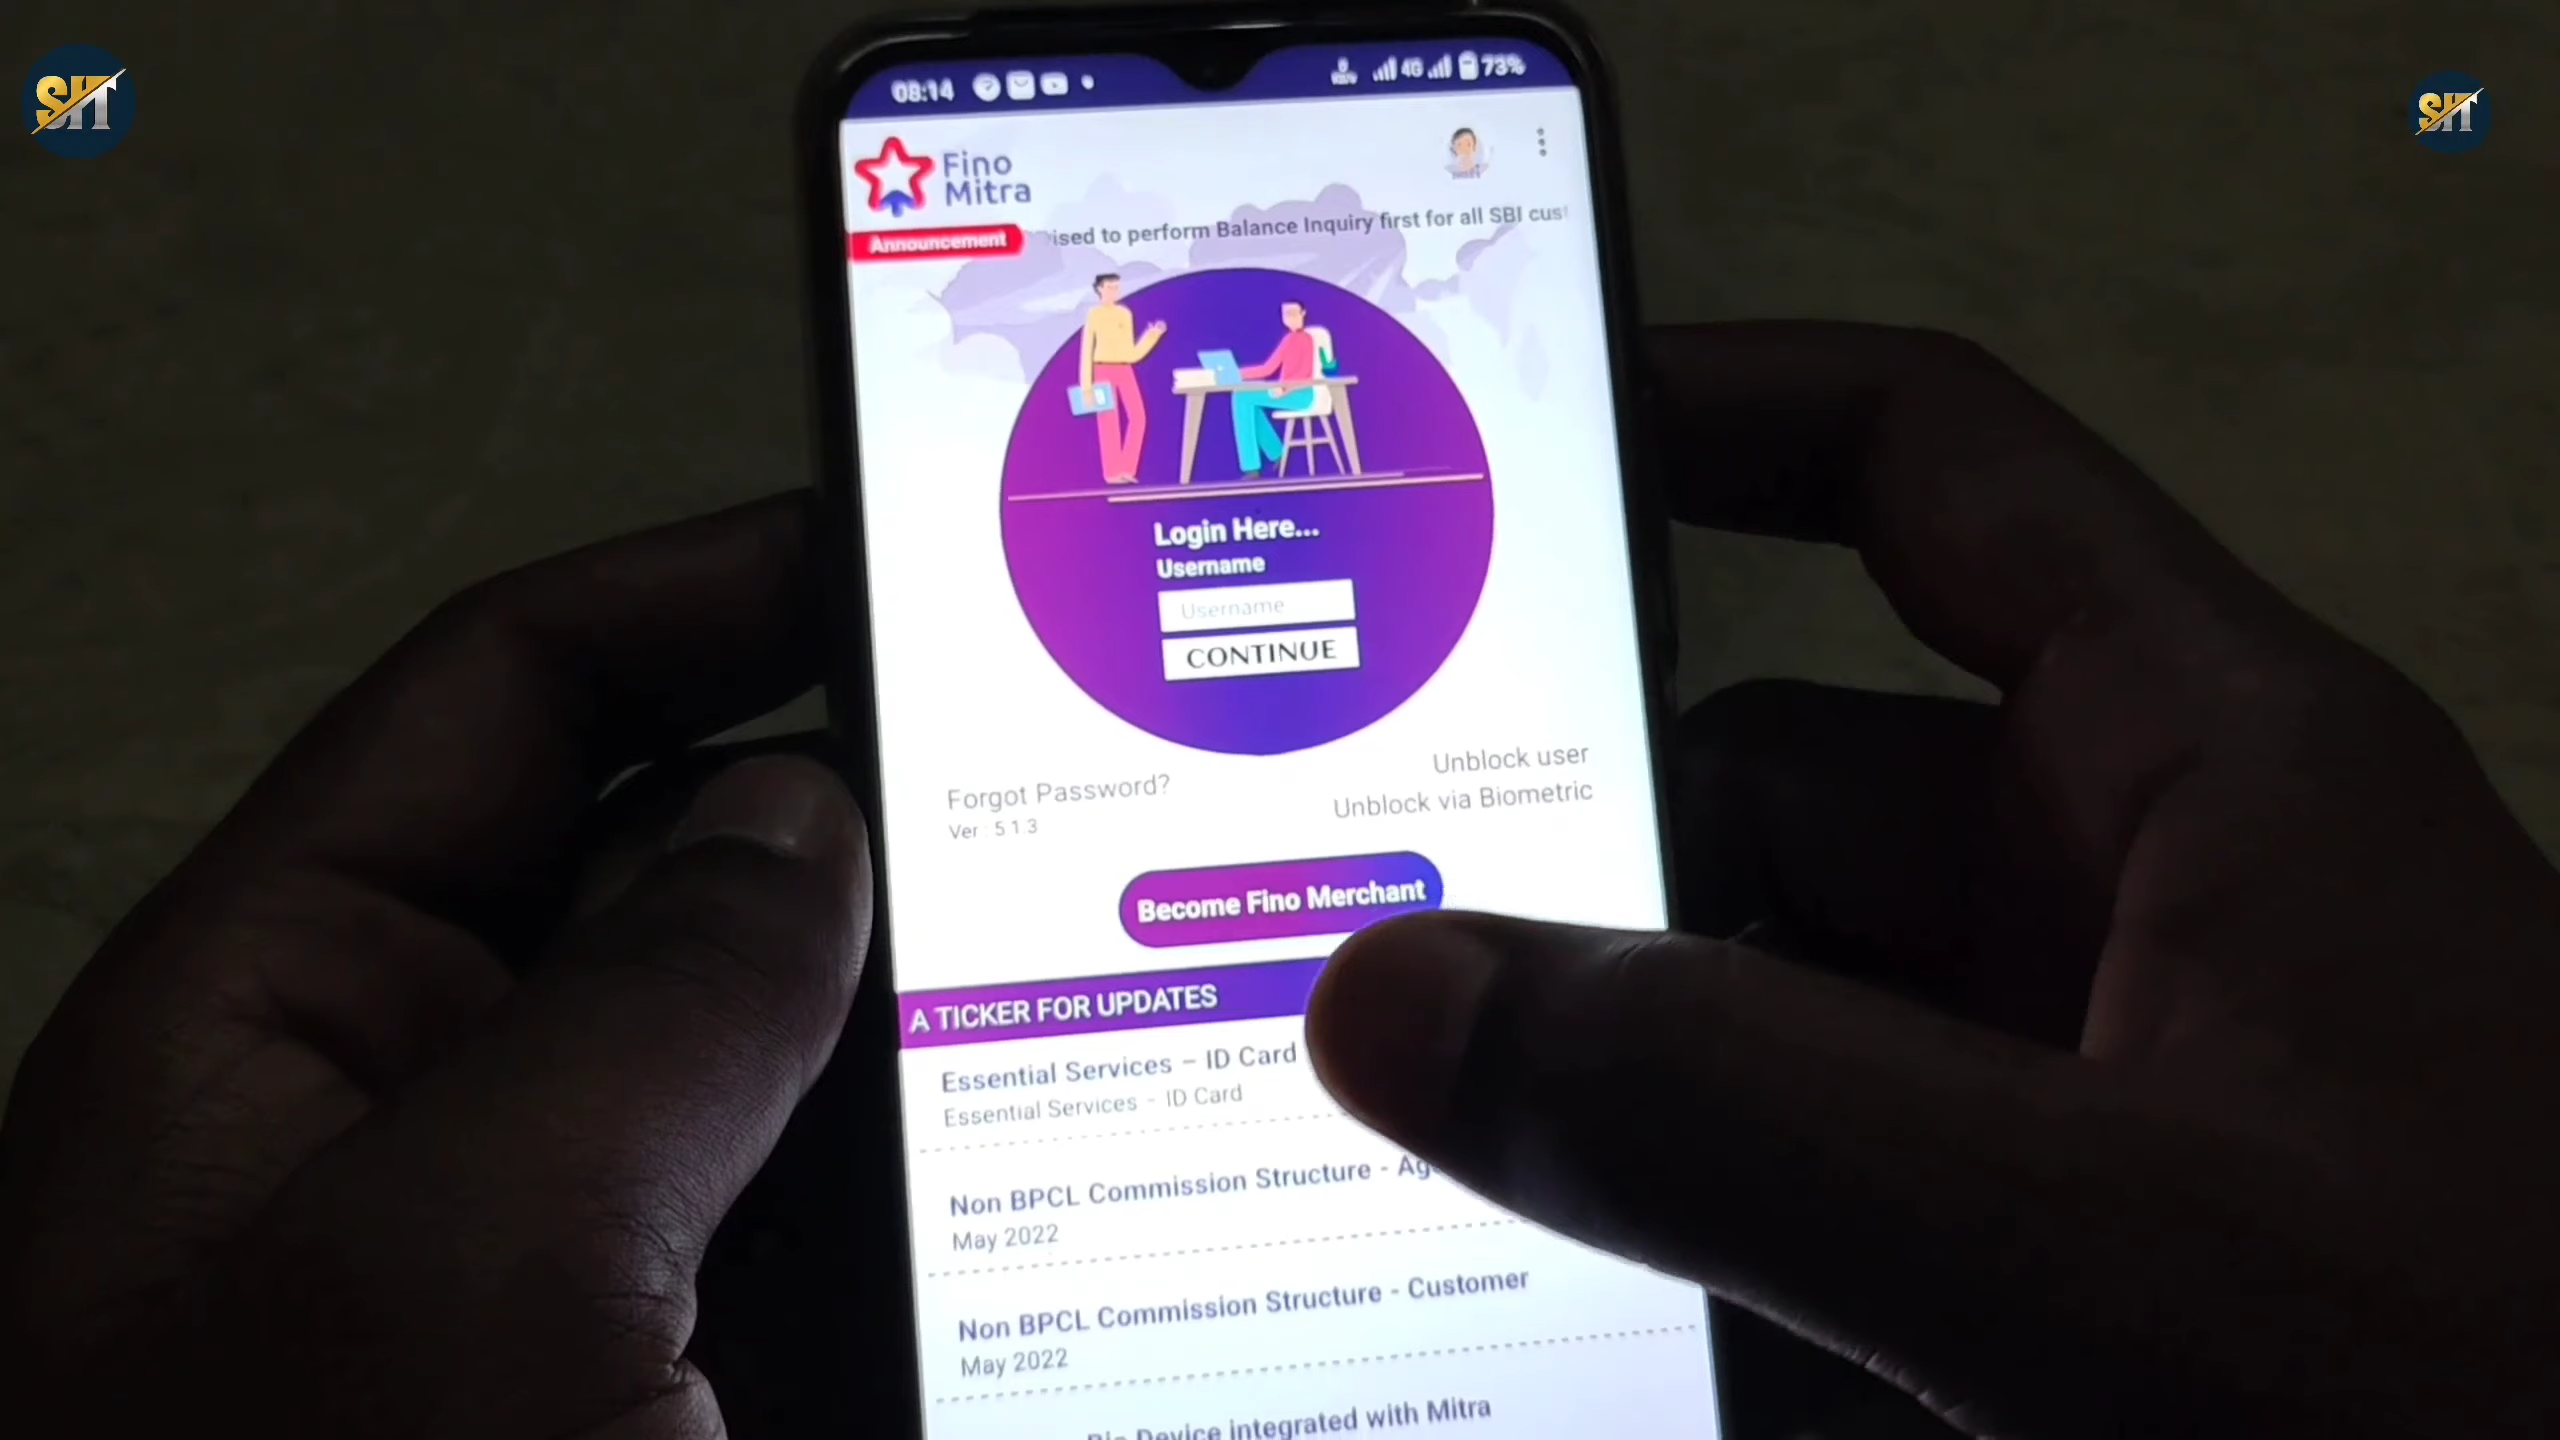 SHT
SHT
08:14
4G 73%
Fino
Mitra
Announcement
ised to perform Balance Inquiry first for all SBI cust
Login Here...
Username
Username
CONTINUE
Forgot Password?
Unblock user
Ver : 5.1.3
Unblock via Biometric
Become Fino Merchant
A TICKER FOR UPDATES
Essential Services – ID Card
Essential Services - ID Card
Non BPCL Commission Structure - Ag
May 2022
Non BPCL Commission Structure - Customer
May 2022
Device integrated with Mitra